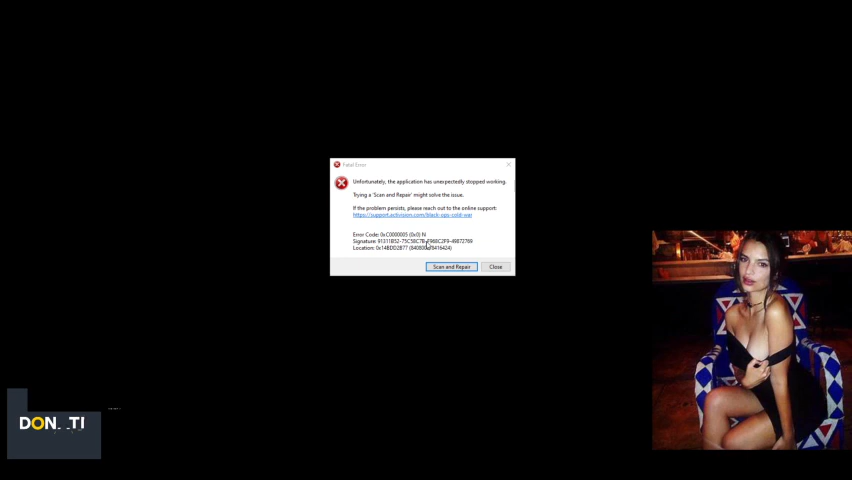 Fatal Error
Unfortunately, the application has unexpectedly stopped working.
Trying a 'Scan and Repair' might solve the issue.
If the problem persists, please reach out to the online support:
https://support.activision.com/black-ops-cold-war
Error Code: 0xC0000005 (0x0) N
Scan and Repair
Close
DON
TI